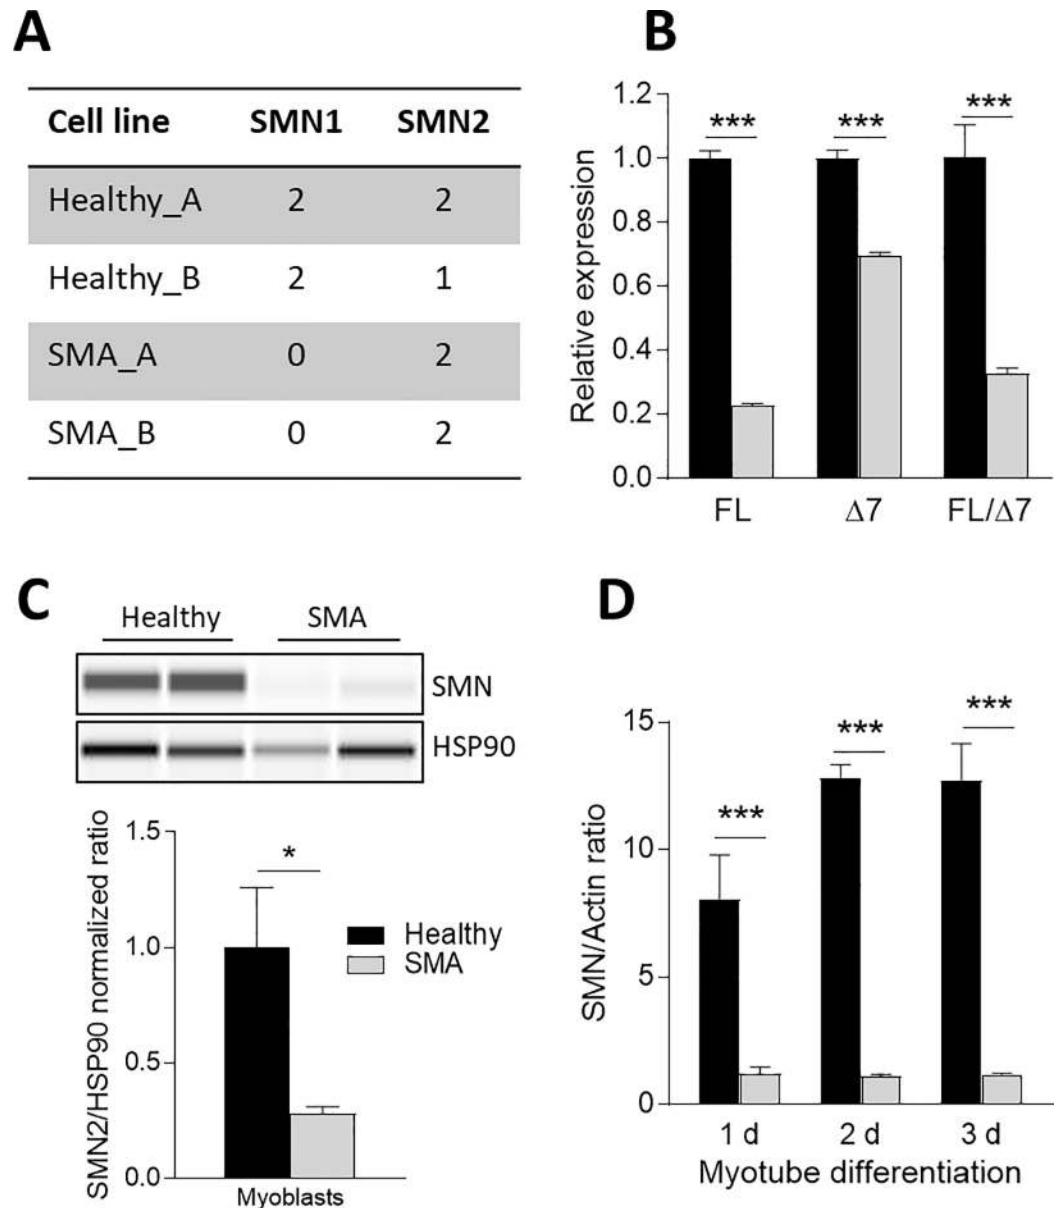 A
Cell line SMN1 SMN2
Healthy_A 2 2
Healthy_B 2 1
SMA_A 0 2
SMA_B 0 2
B
Relative expression
1.2
1.0
0.8
0.6
0.4
0.2
0.0
*** *** ***
FL Δ7 FL/Δ7
C
Healthy SMA
SMN
HSP90
SMN2/HSP90 normalized ratio
1.5
1.0
0.5
0.0
*
Healthy
SMA
Myoblasts
D
SMN/Actin ratio
15
10
5
0
*** *** ***
1 d 2 d 3 d
Myotube differentiation